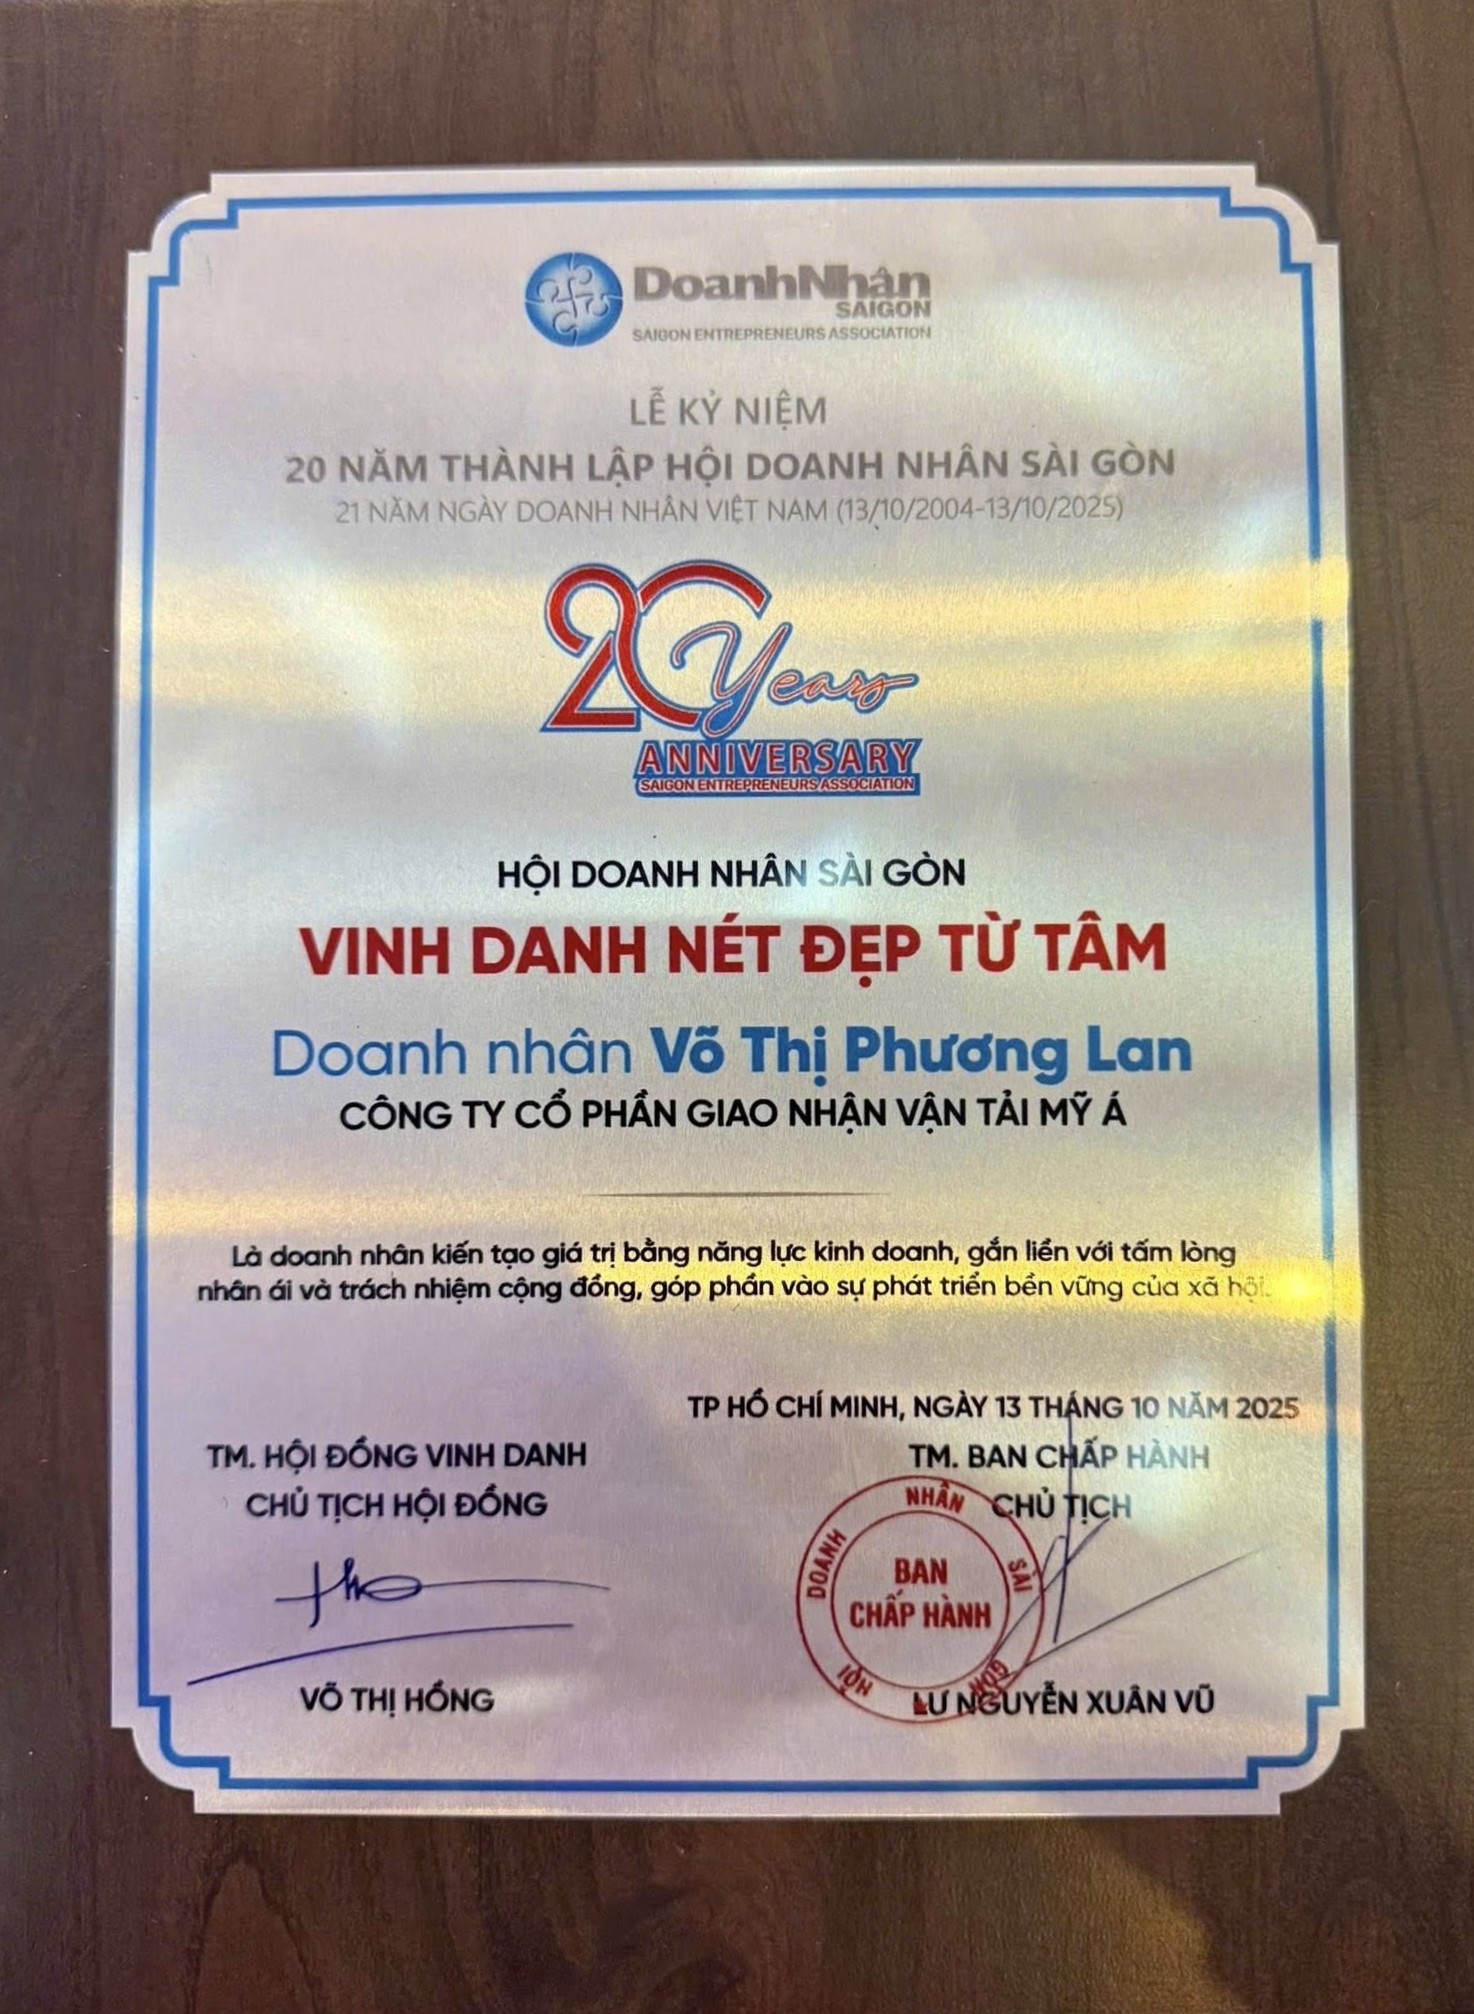 DoanhNhân
SAIGON
SAIGON ENTREPRENEURS ASSOCIATION
LỄ KỶ NIỆM
20 NĂM THÀNH LẬP HỘI DOANH NHÂN SÀI GÒN
21 NĂM NGÀY DOANH NHÂN VIỆT NAM (13/10/2004-13/10/2025)
20 Years
ANNIVERSARY
SAIGON ENTREPRENEURS ASSOCIATION
HỘI DOANH NHÂN SÀI GÒN
VINH DANH NÉT ĐẸP TỪ TÂM
Doanh nhân Võ Thị Phương Lan
CÔNG TY CỔ PHẦN GIAO NHẬN VẬN TẢI MỸ Á
Là doanh nhân kiến tạo giá trị bằng năng lực kinh doanh, gắn liền với tấm lòng
nhân ái và trách nhiệm cộng đồng, góp phần vào sự phát triển bền vững của xã hội.
TP HỒ CHÍ MINH, NGÀY 13 THÁNG 10 NĂM 2025
TM. HỘI ĐỒNG VINH DANH
CHỦ TỊCH HỘI ĐỒNG
VÕ THỊ HỒNG
TM. BAN CHẤP HÀNH
CHỦ TỊCH
HỘI DOANH NHÂN SÀI GÒN
BAN
CHẤP HÀNH
LƯ NGUYỄN XUÂN VŨ